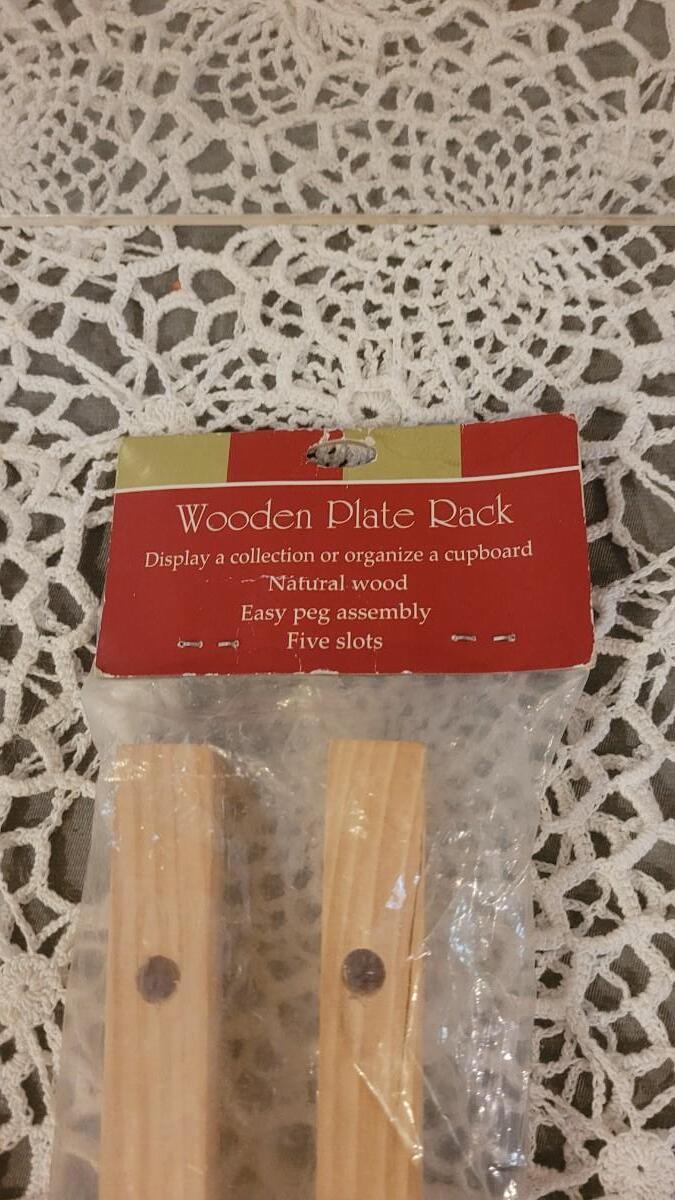 Wooden Plate Rack
Display a collection or organize a cupboard
Natural wood
Easy peg assembly
Five slots